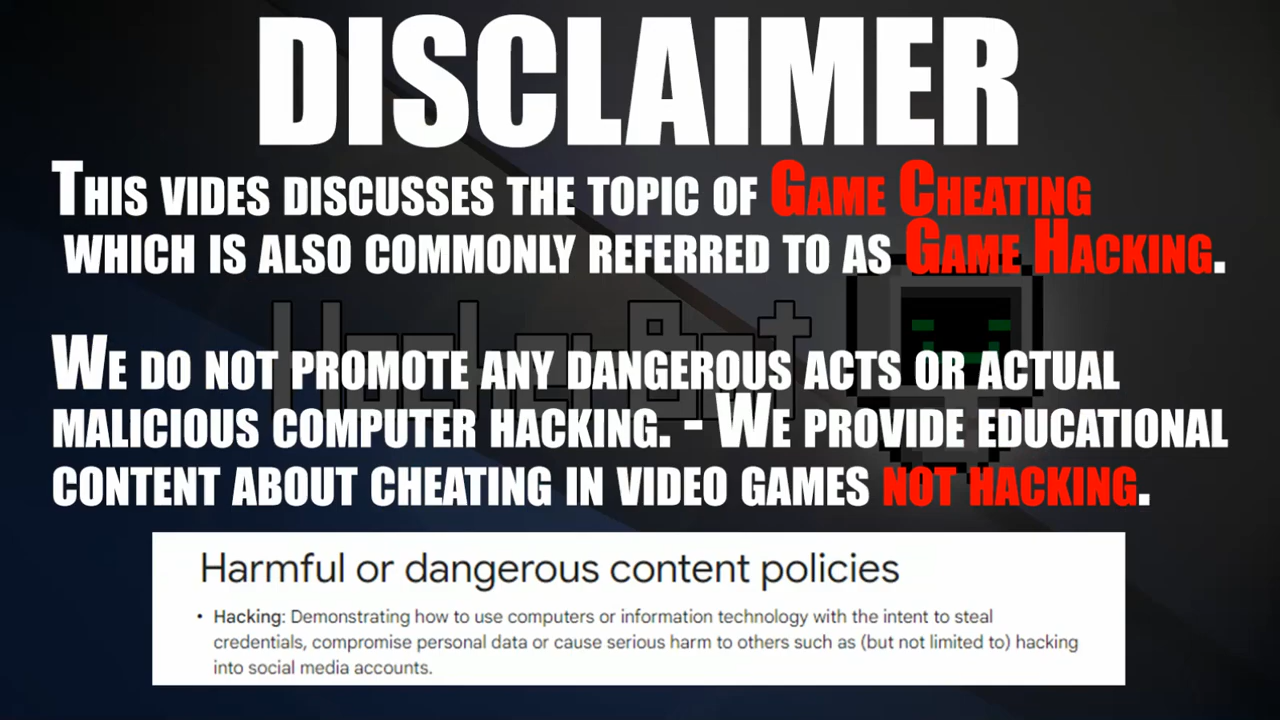 DISCLAIMER
THIS VIDES DISCUSSES THE TOPIC OF GAME CHEATING
WHICH IS ALSO COMMONLY REFERRED TO AS GAME HACKING.
Hacker Bot
WE DO NOT PROMOTE ANY DANGEROUS ACTS OR ACTUAL
MALICIOUS COMPUTER HACKING. - WE PROVIDE EDUCATIONAL
CONTENT ABOUT CHEATING IN VIDEO GAMES NOT HACKING.
Harmful or dangerous content policies
• Hacking: Demonstrating how to use computers or information technology with the intent to steal
credentials, compromise personal data or cause serious harm to others such as (but not limited to) hacking
into social media accounts.